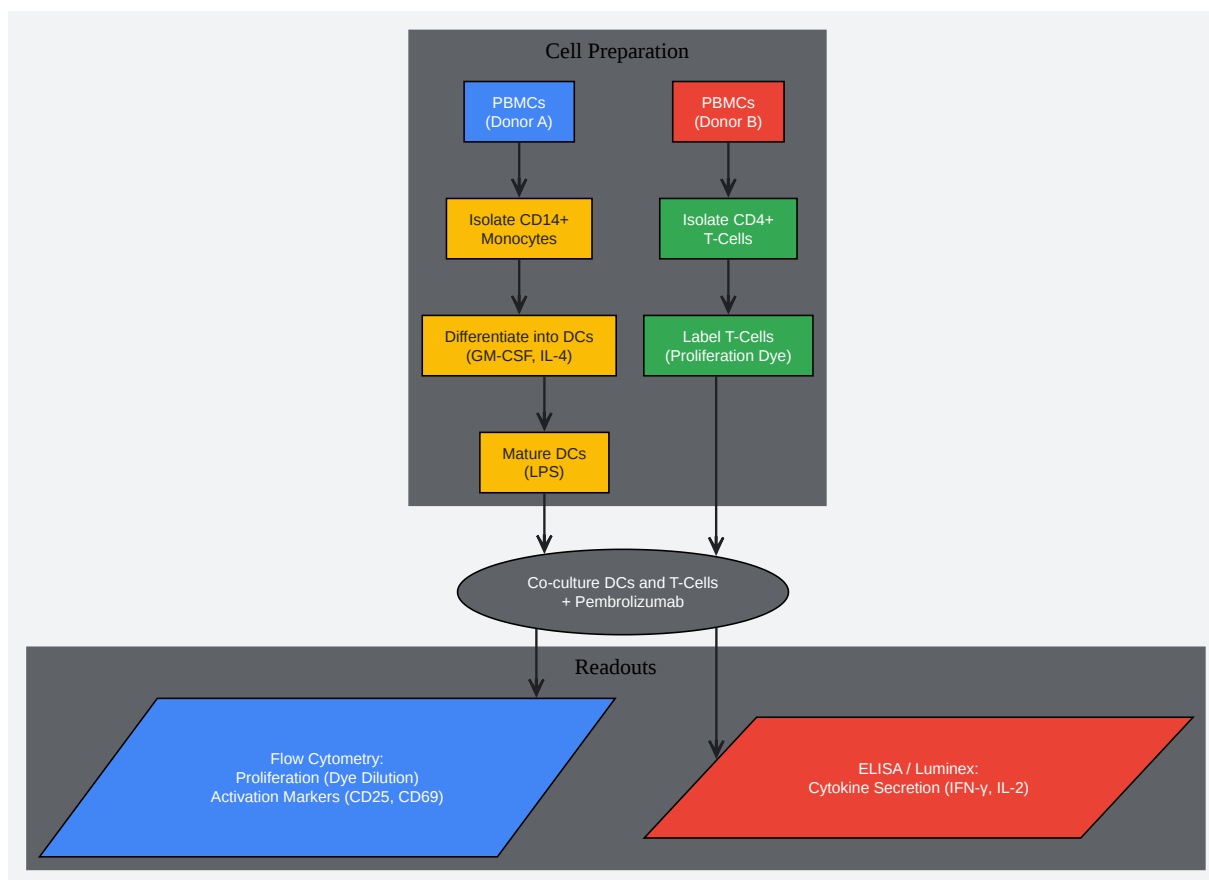 Cell Preparation
PBMCs
(Donor A)
PBMCs
(Donor B)
Isolate CD14+
Monocytes
Isolate CD4+
T-Cells
Differentiate into DCs
(GM-CSF, IL-4)
Label T-Cells
(Proliferation Dye)
Mature DCs
(LPS)
Co-culture DCs and T-Cells
+ Pembrolizumab
Readouts
Flow Cytometry:
Proliferation (Dye Dilution)
Activation Markers (CD25, CD69)
ELISA / Luminex:
Cytokine Secretion (IFN-γ, IL-2)